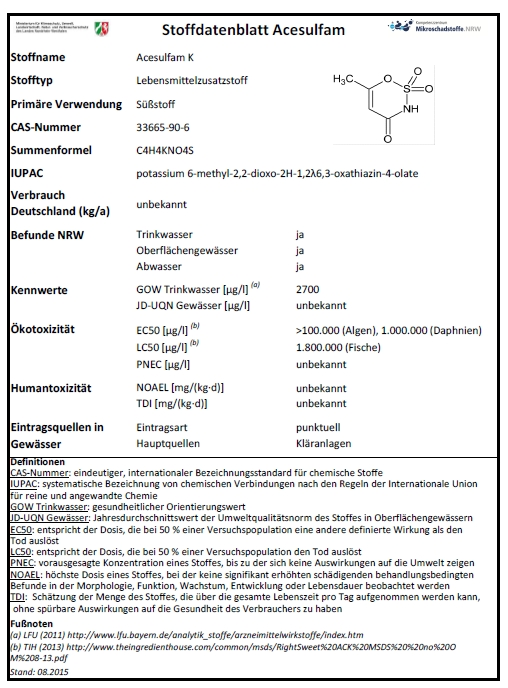 Ministerium für Klimaschutz, Umwelt,
Landwirtschaft, Natur- und Verbraucherschutz
des Landes Nordrhein-Westfalen
Stoffdatenblatt Acesulfam
Kompetenzzentrum
Mikroschadstoffe.NRW
Stoffname Acesulfam K
Stofftyp Lebensmittelzusatzstoff
Primäre Verwendung Süßstoff
CAS-Nummer 33665-90-6
Summenformel C4H4KNO4S
H₃C O O
S O
NH
O
IUPAC potassium 6-methyl-2,2-dioxo-2H-1,2λ6,3-oxathiazin-4-olate
Verbrauch
Deutschland (kg/a) unbekannt
Befunde NRW Trinkwasser ja
Oberflächengewässer ja
Abwasser ja
Kennwerte GOW Trinkwasser [µg/l] (a) 2700
JD-UQN Gewässer [µg/l] unbekannt
Ökotoxizität EC50 [µg/l] (b) >100.000 (Algen), 1.000.000 (Daphnien)
LC50 [µg/l] (b) 1.800.000 (Fische)
PNEC [µg/l] unbekannt
Humantoxizität NOAEL [mg/(kg·d)] unbekannt
TDI [mg/(kg·d)] unbekannt
Eintragsquellen in Eintragsart punktuell
Gewässer Hauptquellen Kläranlagen
Definitionen
CAS-Nummer: eindeutiger, internationaler Bezeichnungsstandard für chemische Stoffe
IUPAC: systematische Bezeichnung von chemischen Verbindungen nach den Regeln der Internationale Union
für reine und angewandte Chemie
GOW Trinkwasser: gesundheitlicher Orientierungswert
JD-UQN Gewässer: Jahresdurchschnittswert der Umweltqualitätsnorm des Stoffes in Oberflächengewässern
EC50: entspricht der Dosis, die bei 50 % einer Versuchspopulation eine andere definierte Wirkung als den
Tod auslöst
LC50: entspricht der Dosis, die bei 50 % einer Versuchspopulation den Tod auslöst
PNEC: vorausgesagte Konzentration eines Stoffes, bis zu der sich keine Auswirkungen auf die Umwelt zeigen
NOAEL: höchste Dosis eines Stoffes, bei der keine signifikant erhöhten schädigenden behandlungsbedingten
Befunde in der Morphologie, Funktion, Wachstum, Entwicklung oder Lebensdauer beobachtet werden
TDI: Schätzung der Menge des Stoffes, die über die gesamte Lebenszeit pro Tag aufgenommen werden kann,
ohne spürbare Auswirkungen auf die Gesundheit des Verbrauchers zu haben
Fußnoten
(a) LFU (2011) http://www.lfu.bayern.de/analytik_stoffe/arzneimittelwirkstoffe/index.htm
(b) TIH (2013) http://www.theingredienthouse.com/common/msds/RightSweet%20ACK%20MSDS%20%20no%20O
M%208-13.pdf
Stand: 08.2015